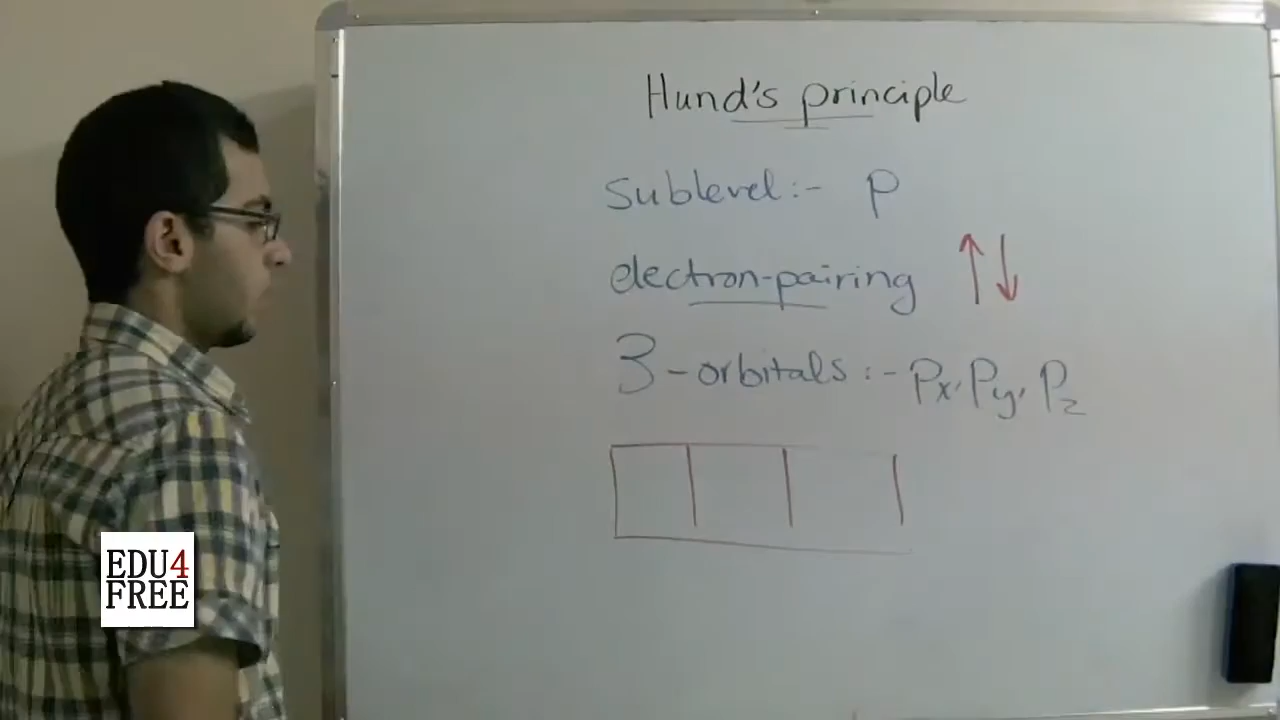 Hund's principle
Sublevel:- P
electron-pairing ↑↓
3-orbitals:- Px, Py, Pz
EDU4
FREE